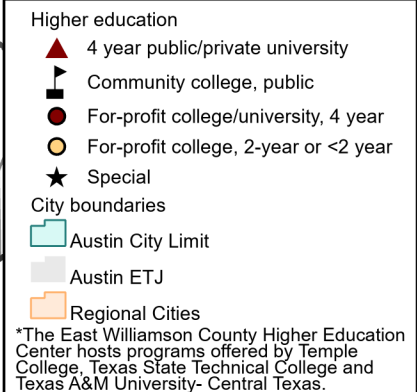 Higher education
4 year public/private university
Community college, public
For-profit college/university, 4 year
For-profit college, 2-year or <2 year
Special
City boundaries
Austin City Limit
Austin ETJ
Regional Cities
*The East Williamson County Higher Education
Center hosts programs offered by Temple
College, Texas State Technical College and
Texas A&M University- Central Texas.